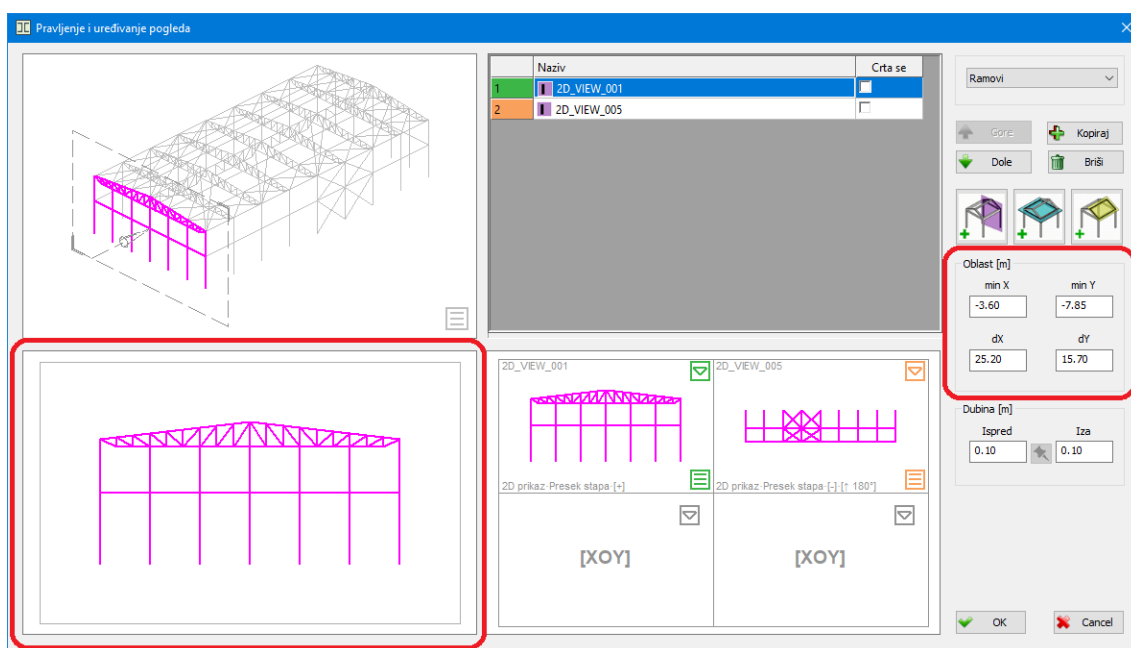 Pravljenje i uređivanje pogleda
Naziv Crta se
1 2D_VIEW_001
2 2D_VIEW_005
Ramovi
Gore Kopiraj
Dole Briši
Oblast [m]
min X min Y
-3.60 -7.85
dX dY
25.20 15.70
Dubina [m]
Ispred Iza
0.10 0.10
2D_VIEW_001 2D_VIEW_005
2D prikaz·Presek stapa·[+] 2D prikaz·Presek stapa·[-]·[↑ 180°]
[XOY] [XOY]
OK Cancel